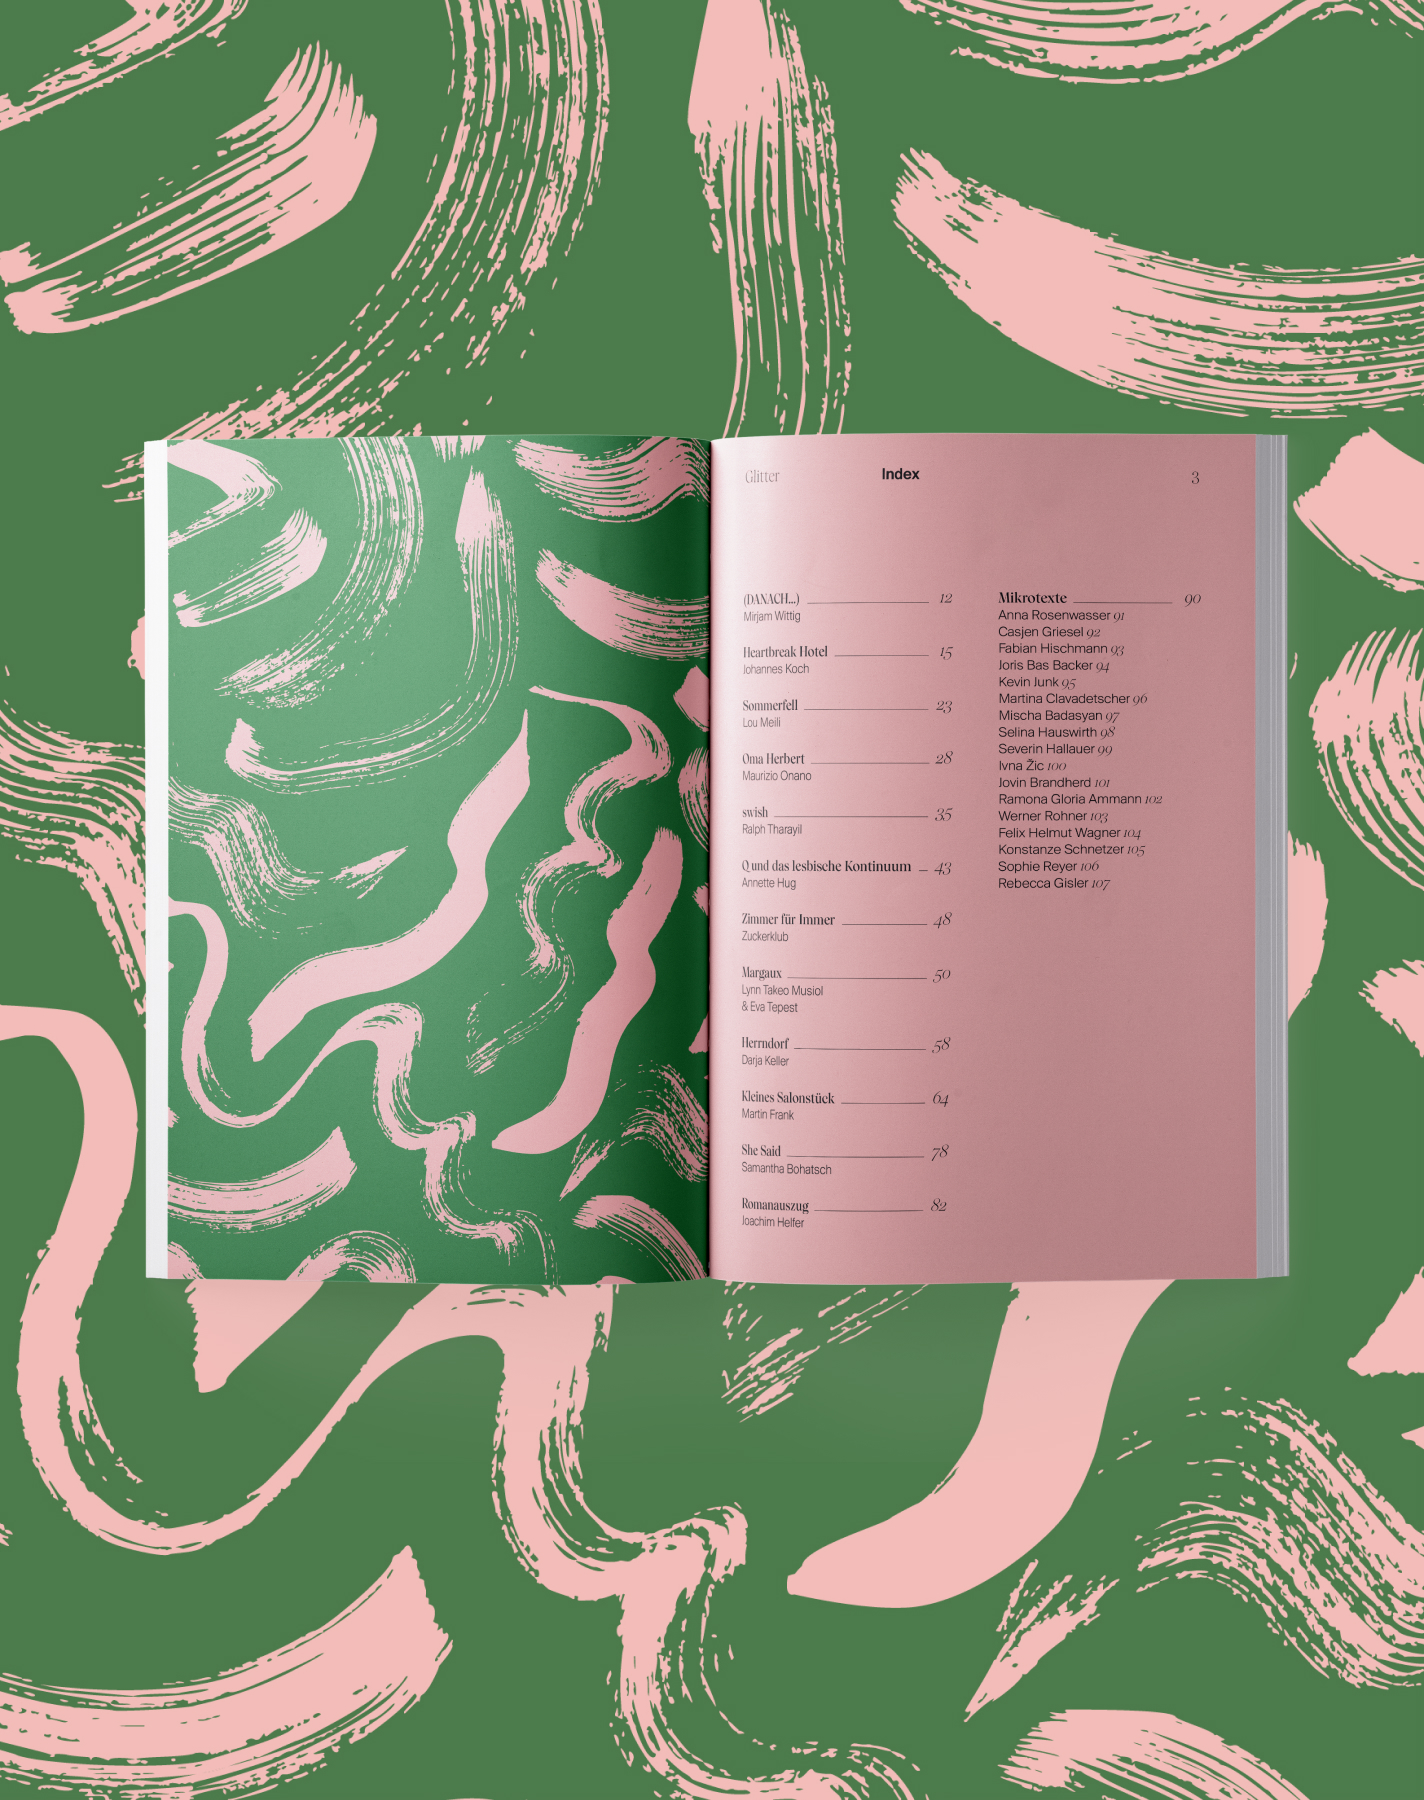 Glitter
Index
3
(DANACH...) 12
Mirjam Wittig
Heartbreak Hotel 15
Johannes Koch
Sommerfell 23
Lou Meili
Oma Herbert 28
Maurizio Onano
swish 35
Ralph Tharayil
Q und das lesbische Kontinuum 43
Annette Hug
Zimmer für Immer 48
Zuckerklub
Margaux 50
Lynn Takeo Musiol
& Eva Tepest
Herrndorf 58
Darja Keller
Kleines Salonstück 64
Martin Frank
She Said 78
Samantha Bohatsch
Romanauszug 82
Joachim Helfer
Mikrotexte 90
Anna Rosenwasser 91
Casjen Griesel 92
Fabian Hischmann 93
Joris Bas Backer 94
Kevin Junk 95
Martina Clavadetscher 96
Mischa Badasyan 97
Selina Hauswirth 98
Severin Hallauer 99
Ivna Žic 100
Jovin Brandherd 101
Ramona Gloria Ammann 102
Werner Rohner 103
Felix Helmut Wagner 104
Konstanze Schnetzer 105
Sophie Reyer 106
Rebecca Gisler 107